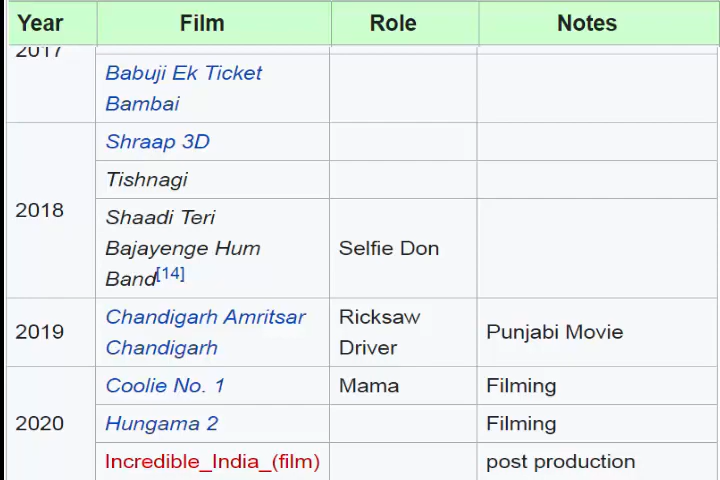 Year Film Role Notes
2017
Babuji Ek Ticket
Bambai
Shraap 3D
Tishnagi
2018
Shaadi Teri
Bajayenge Hum
Band[14]
Selfie Don
2019
Chandigarh Amritsar
Chandigarh
Ricksaw
Driver
Punjabi Movie
2020
Coolie No. 1 Mama Filming
Hungama 2 Filming
Incredible_India_(film) post production